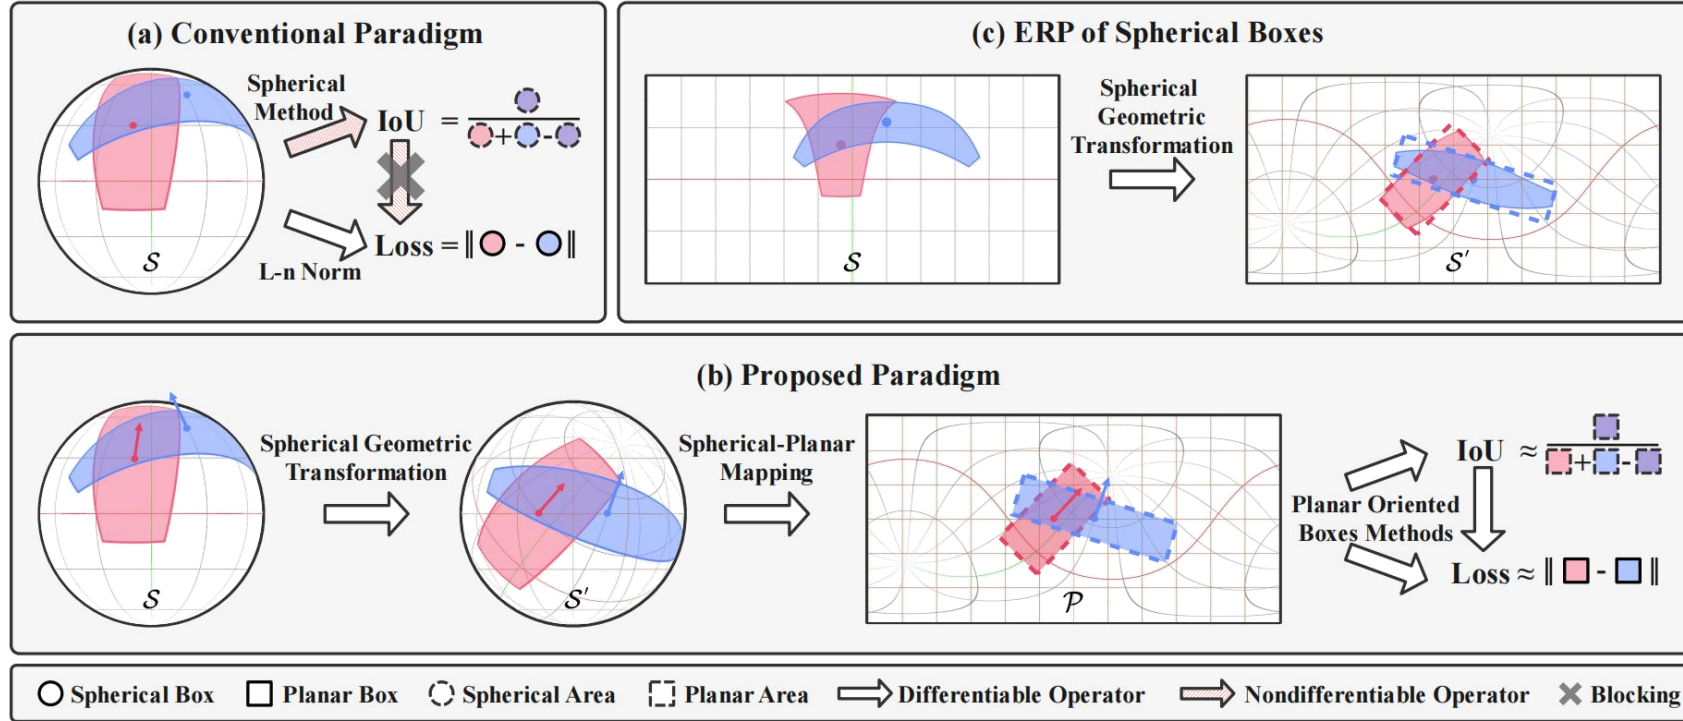 (a) Conventional Paradigm
Spherical
Method
IoU = + -
Loss = || - ||
L-n Norm
S
(c) ERP of Spherical Boxes
Spherical
Geometric
Transformation
S
S′
(b) Proposed Paradigm
Spherical Geometric
Transformation
Spherical-Planar
Mapping
S
S′
P
Planar Oriented
Boxes Methods
IoU ≈ + -
Loss ≈ || - ||
Spherical Box Planar Box Spherical Area Planar Area Differentiable Operator Nondifferentiable Operator Blocking